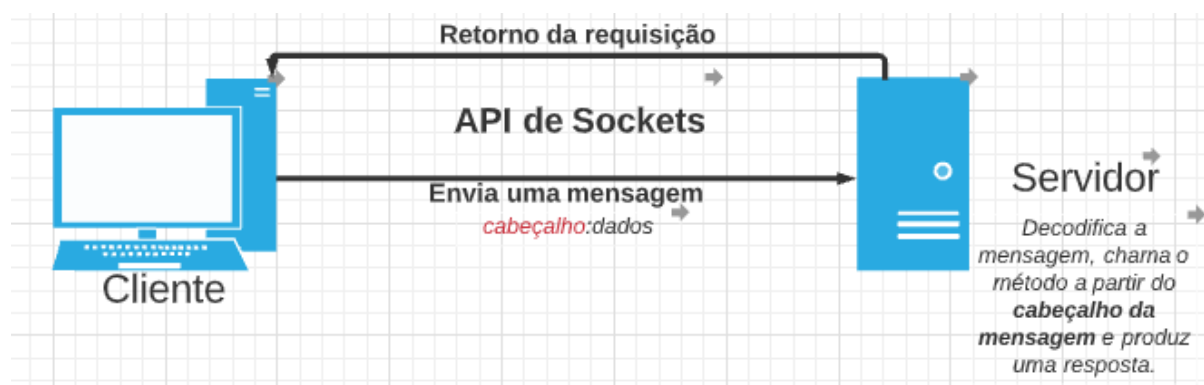 Retorno da requisição
API de Sockets
Envia uma mensagem
cabeçalho:dados
Cliente
Servidor
Decodifica a
mensagem, chama o
método a partir do
cabeçalho da
mensagem e produz
uma resposta.